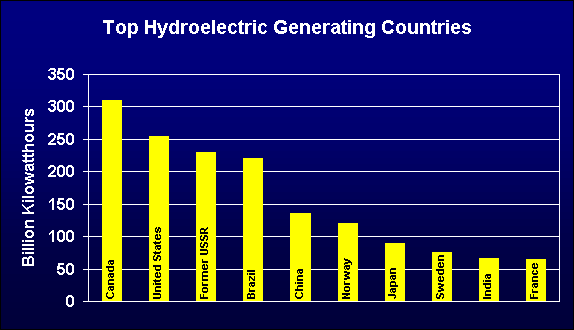 Top Hydroelectric Generating Countries
Billion Kilowatthours
350
300
250
200
150
100
50
0
Canada
United States
Former USSR
Brazil
China
Norway
Japan
Sweden
India
France